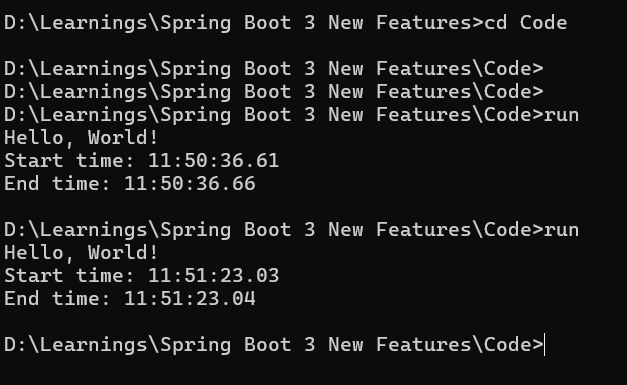 D:\Learnings\Spring Boot 3 New Features>cd Code
D:\Learnings\Spring Boot 3 New Features\Code>
D:\Learnings\Spring Boot 3 New Features\Code>
D:\Learnings\Spring Boot 3 New Features\Code>run
Hello, World!
Start time: 11:50:36.61
End time: 11:50:36.66
D:\Learnings\Spring Boot 3 New Features\Code>run
Hello, World!
Start time: 11:51:23.03
End time: 11:51:23.04
D:\Learnings\Spring Boot 3 New Features\Code>